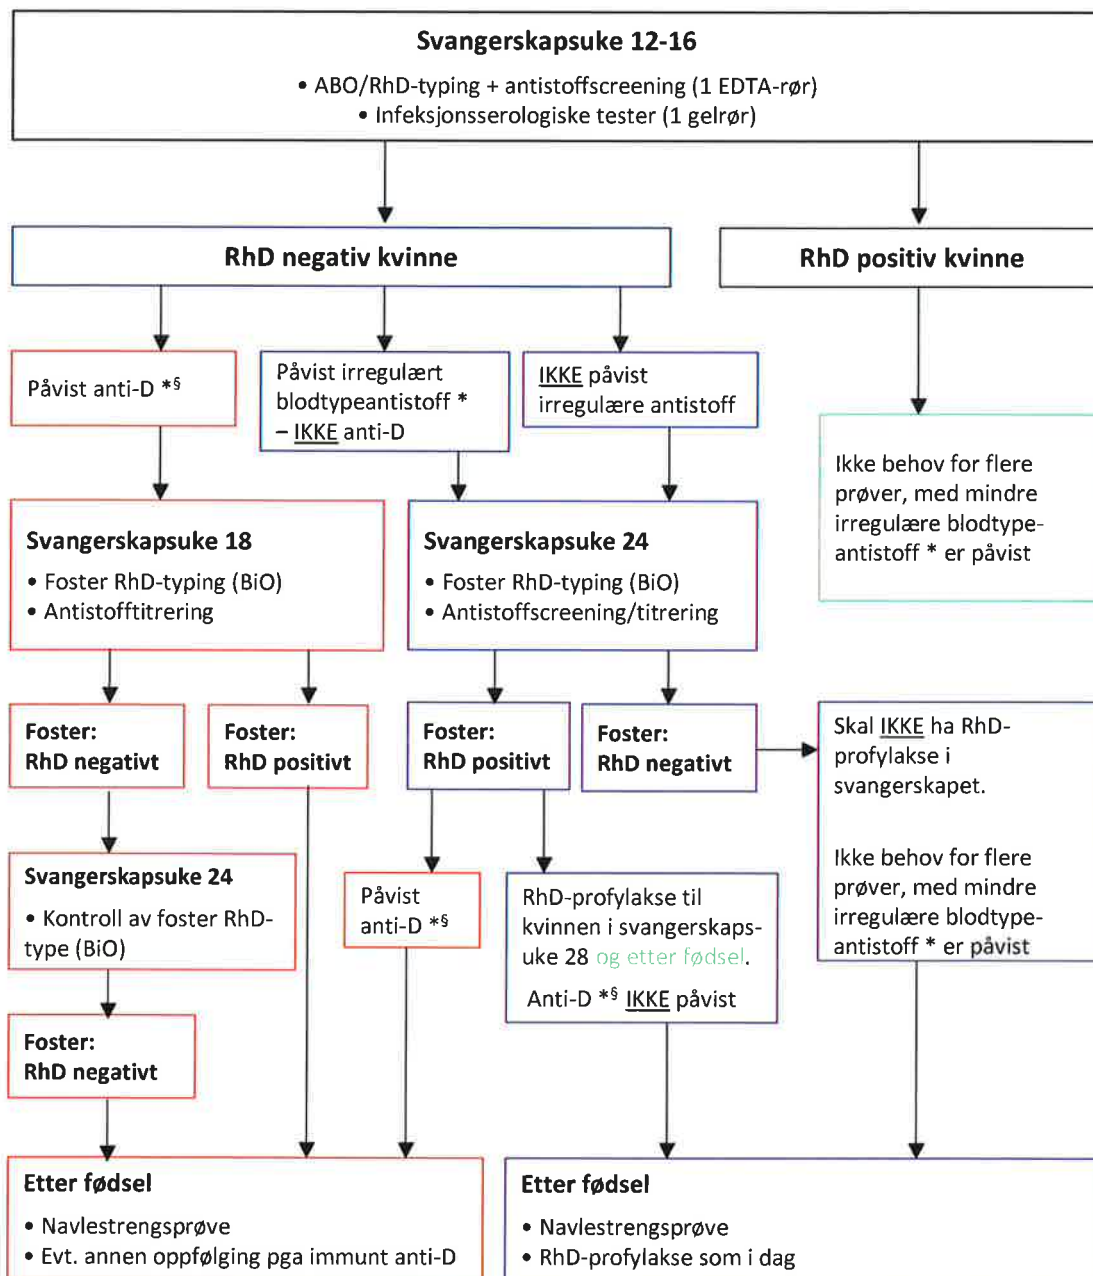 Svangerskapsuke 12-16
• ABO/RhD-typing + antistoffscreening (1 EDTA-rør)
• Infeksjonsserologiske tester (1 gelrør)
RhD negativ kvinne
RhD positiv kvinne
Påvist anti-D *§
Påvist irregulært
blodtypeantistoff *
– IKKE anti-D
IKKE påvist
irregulære antistoff
Ikke behov for flere
prøver, med mindre
irregulære blodtype-
antistoff * er påvist
Svangerskapsuke 18
• Foster RhD-typing (BiO)
• Antistofftitrering
Svangerskapsuke 24
• Foster RhD-typing (BiO)
• Antistoffscreening/titrering
Foster:
RhD negativt
Foster:
RhD positivt
Foster:
RhD positivt
Foster:
RhD negativt
Skal IKKE ha RhD-
profylakse i
svangerskapet.
Ikke behov for flere
prøver, med mindre
irregulære blodtype-
antistoff * er påvist
Svangerskapsuke 24
• Kontroll av foster RhD-
type (BiO)
Påvist
anti-D *§
RhD-profylakse til
kvinnen i svangerskaps-
uke 28 og etter fødsel.
Anti-D *§ IKKE påvist
Foster:
RhD negativt
Etter fødsel
• Navlestrengsprøve
• Evt. annen oppfølging pga immunt anti-D
Etter fødsel
• Navlestrengsprøve
• RhD-profylakse som i dag